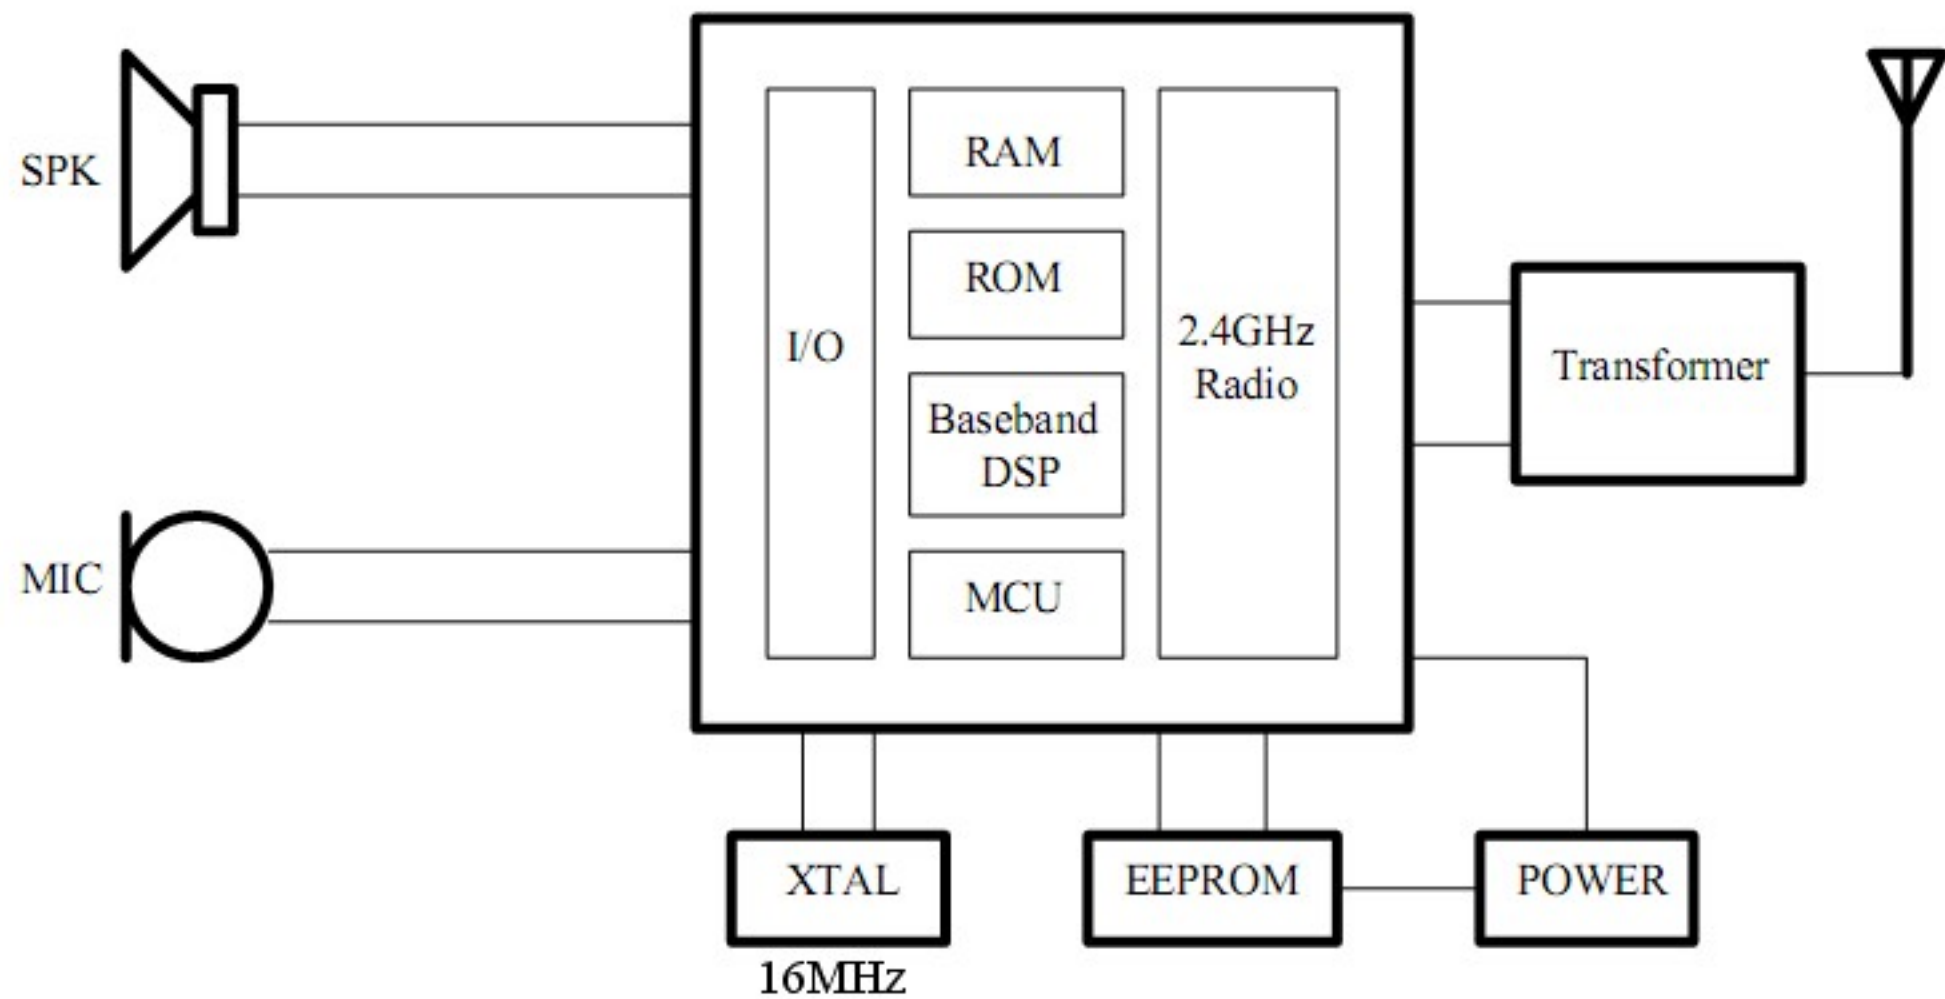 SPK
MIC
I/O
RAM
ROM
Baseband
DSP
MCU
2.4GHz
Radio
Transformer
XTAL
16MHz
EEPROM
POWER